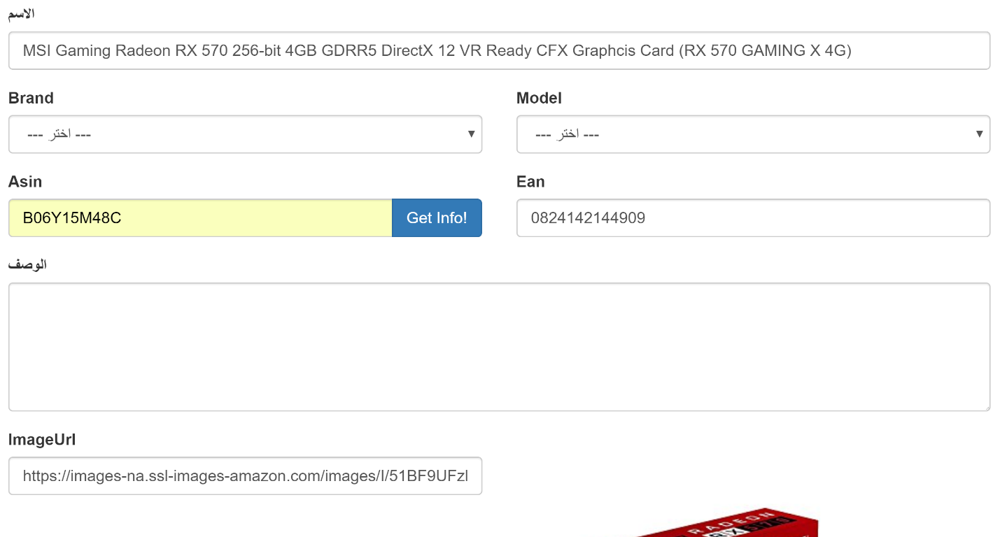 الاسم
MSI Gaming Radeon RX 570 256-bit 4GB GDRR5 DirectX 12 VR Ready CFX Graphcis Card (RX 570 GAMING X 4G)
Brand
Model
--- اختر ---
--- اختر ---
Asin
Ean
B06Y15M48C
Get Info!
0824142144909
الوصف
ImageUrl
https://images-na.ssl-images-amazon.com/images/I/51BF9UFzl
RADEON
RX 570